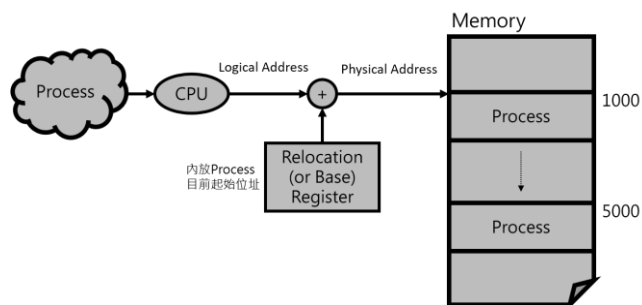 Memory
Logical Address
Physical Address
Process
CPU
+
1000
Process
內放Process
目前起始位址
Relocation
(or Base)
Register
5000
Process